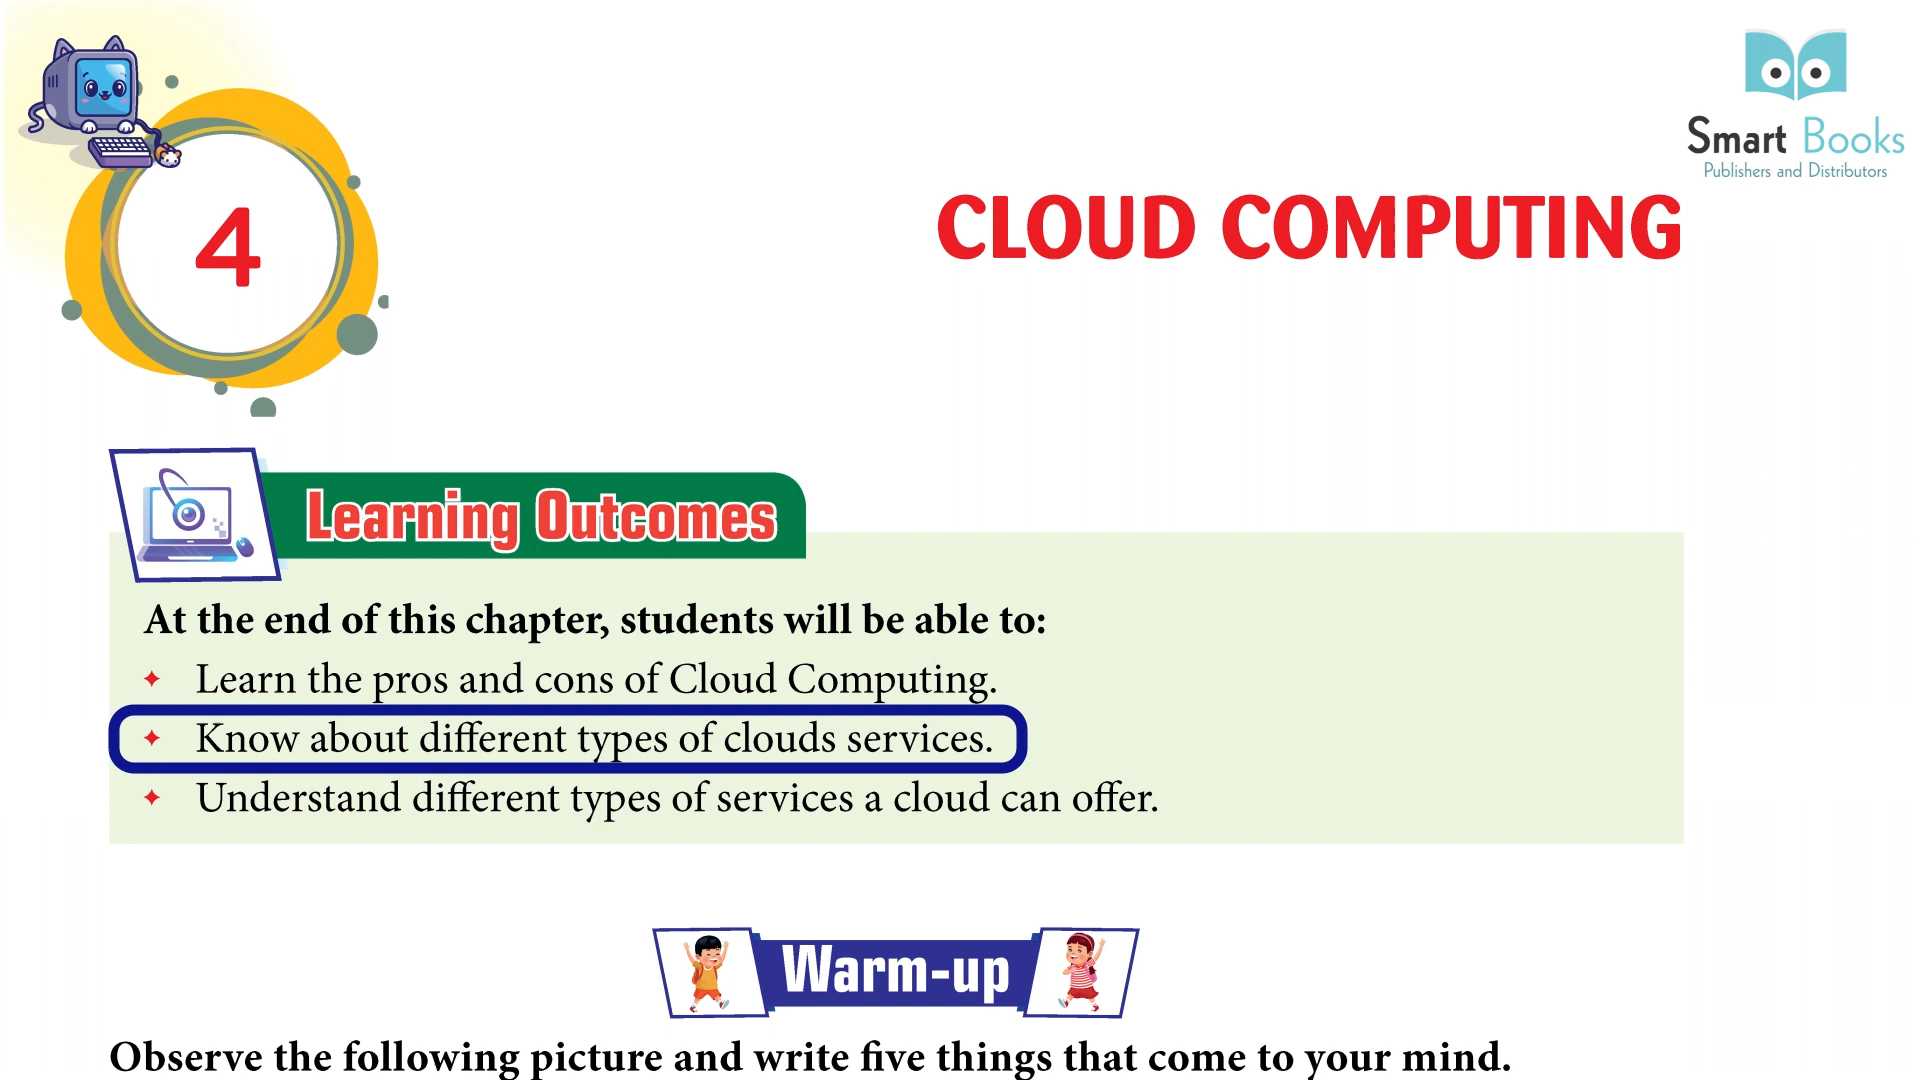 Smart Books
Publishers and Distributors
4
CLOUD COMPUTING
Learning Outcomes
At the end of this chapter, students will be able to:
Learn the pros and cons of Cloud Computing.
Know about different types of clouds services.
Understand different types of services a cloud can offer.
Warm-up
Observe the following picture and write five things that come to your mind.